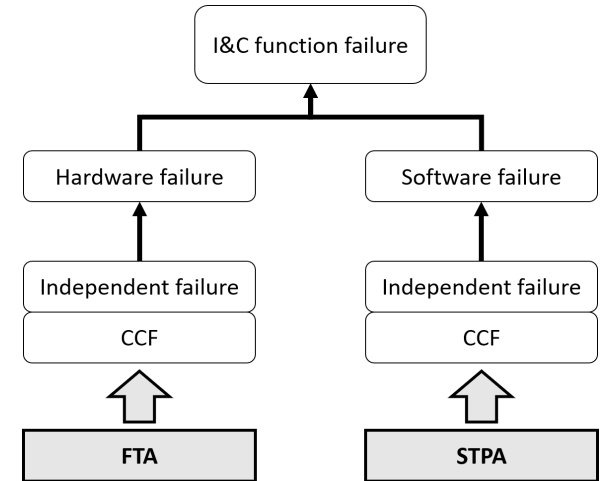 I&C function failure
Hardware failure
Software failure
Independent failure
Independent failure
CCF
CCF
FTA
STPA